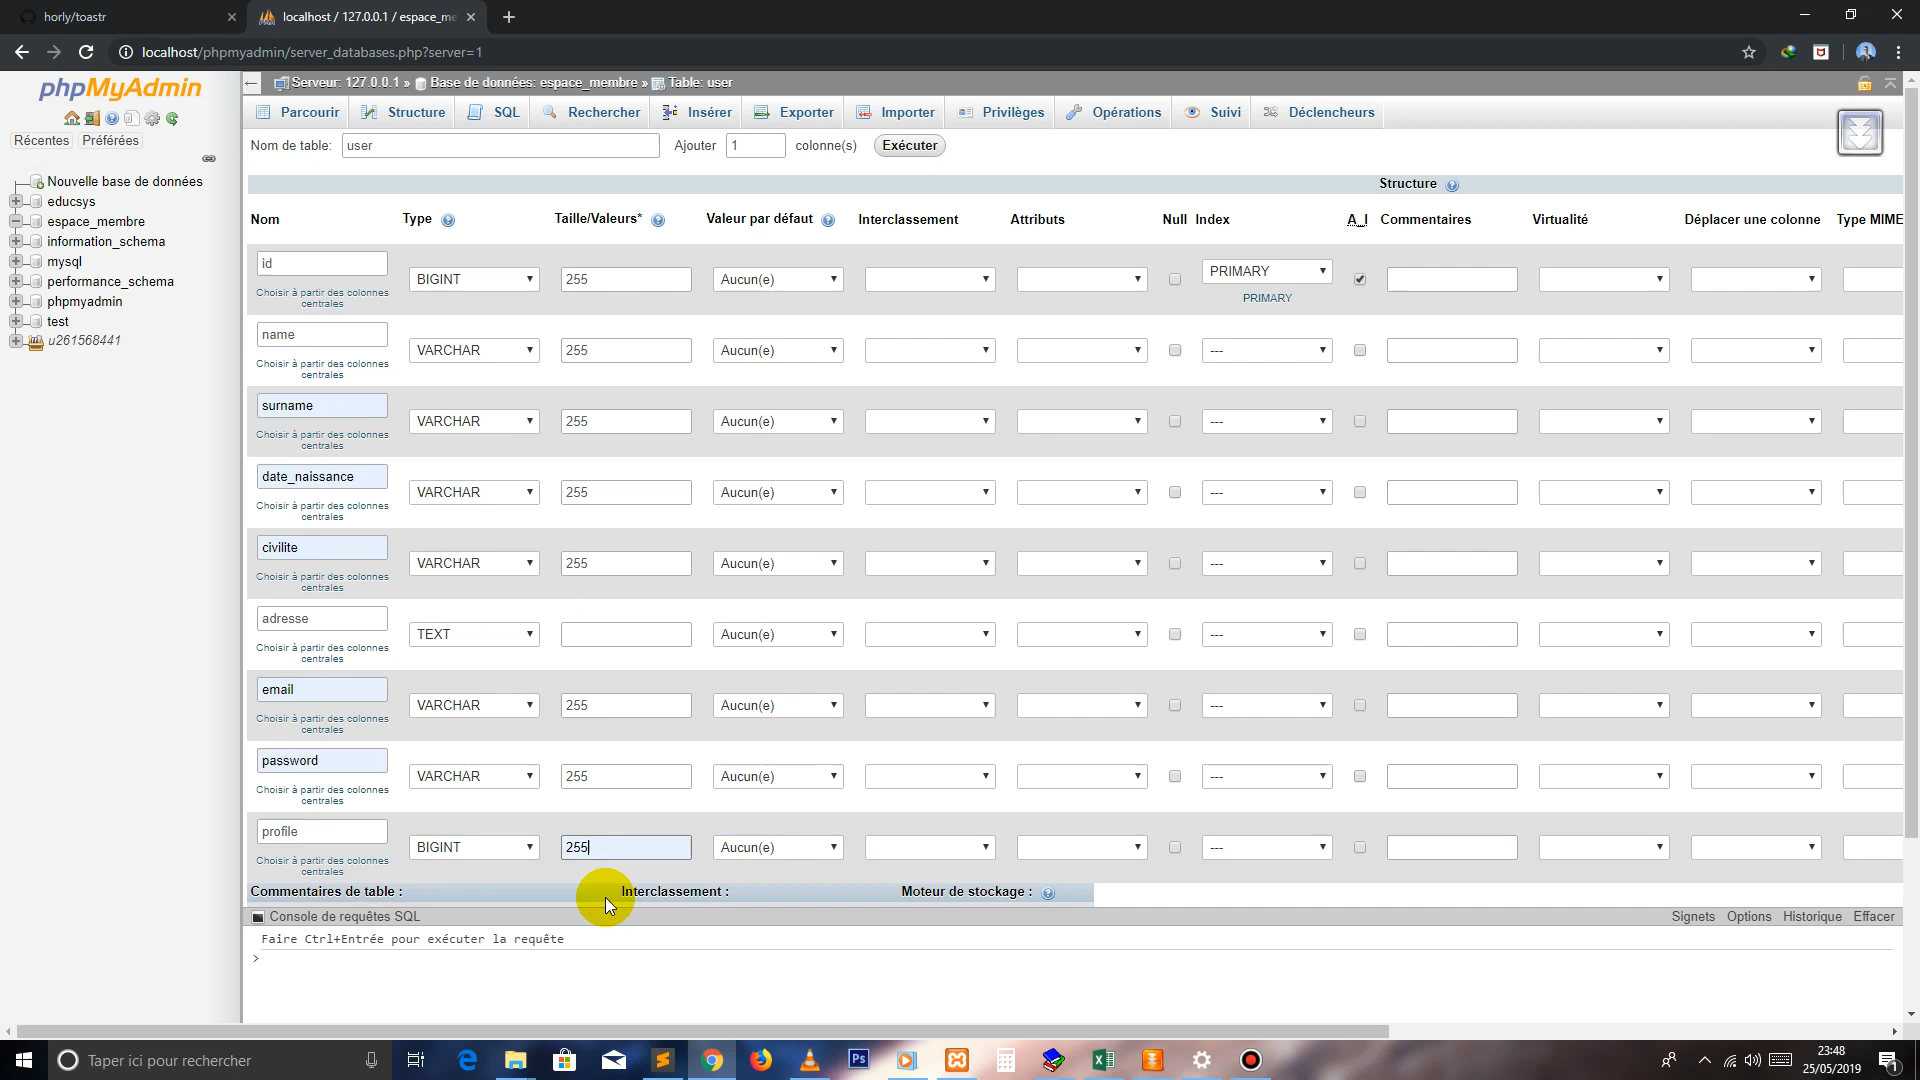 horly/toastr
localhost / 127.0.0.1 / espace_me
localhost/phpmyadmin/server_databases.php?server=1
phpMyAdmin
Récentes Préférées
Nouvelle base de données
educsys
espace_membre
information_schema
mysql
performance_schema
phpmyadmin
test
u261568441
Serveur: 127.0.0.1 » Base de données: espace_membre » Table: user
Parcourir Structure SQL Rechercher Insérer Exporter Importer Privilèges Opérations Suivi Déclencheurs
Nom de table: user Ajouter 1 colonne(s) Exécuter
Structure
Nom Type Taille/Valeurs* Valeur par défaut Interclassement Attributs Null Index A_I Commentaires Virtualité Déplacer une colonne Type MIME
id BIGINT 255 Aucun(e) PRIMARY
Choisir à partir des colonnes centrales PRIMARY
name VARCHAR 255 Aucun(e) ---
Choisir à partir des colonnes centrales
surname VARCHAR 255 Aucun(e) ---
Choisir à partir des colonnes centrales
date_naissance VARCHAR 255 Aucun(e) ---
Choisir à partir des colonnes centrales
civilite VARCHAR 255 Aucun(e) ---
Choisir à partir des colonnes centrales
adresse TEXT Aucun(e) ---
Choisir à partir des colonnes centrales
email VARCHAR 255 Aucun(e) ---
Choisir à partir des colonnes centrales
password VARCHAR 255 Aucun(e) ---
Choisir à partir des colonnes centrales
profile BIGINT 255 Aucun(e) ---
Choisir à partir des colonnes centrales
Commentaires de table : Interclassement : Moteur de stockage :
Console de requêtes SQL Signets Options Historique Effacer
Faire Ctrl+Entrée pour exécuter la requête
>
Taper ici pour rechercher
Ps
23:48
25/05/2019
1